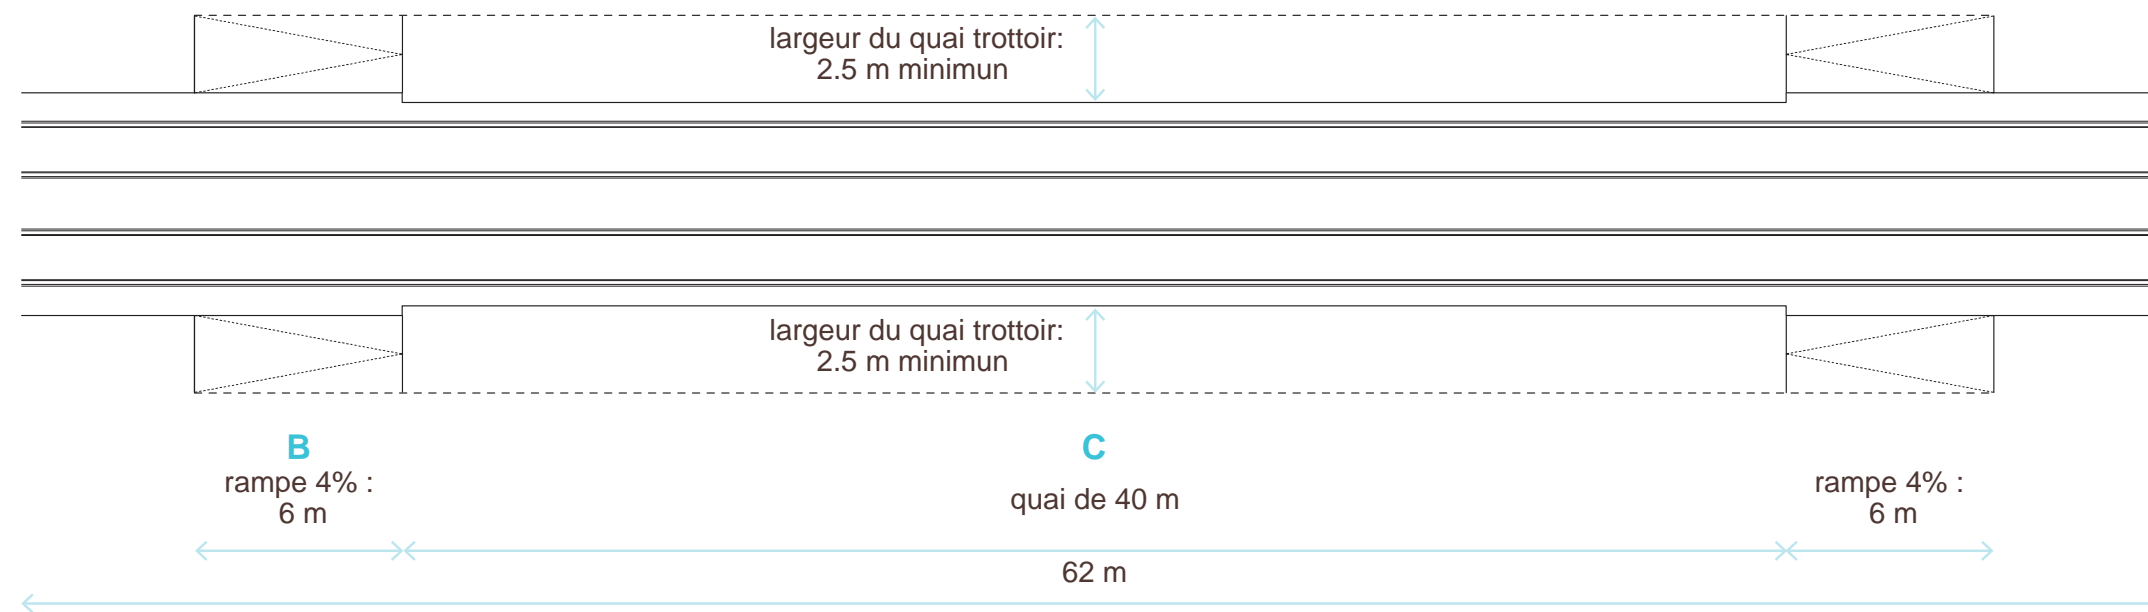 largeur du quai trottoir:
2.5 m minimun
largeur du quai trottoir:
2.5 m minimun
B
rampe 4% :
6 m
C
quai de 40 m
rampe 4% :
6 m
62 m